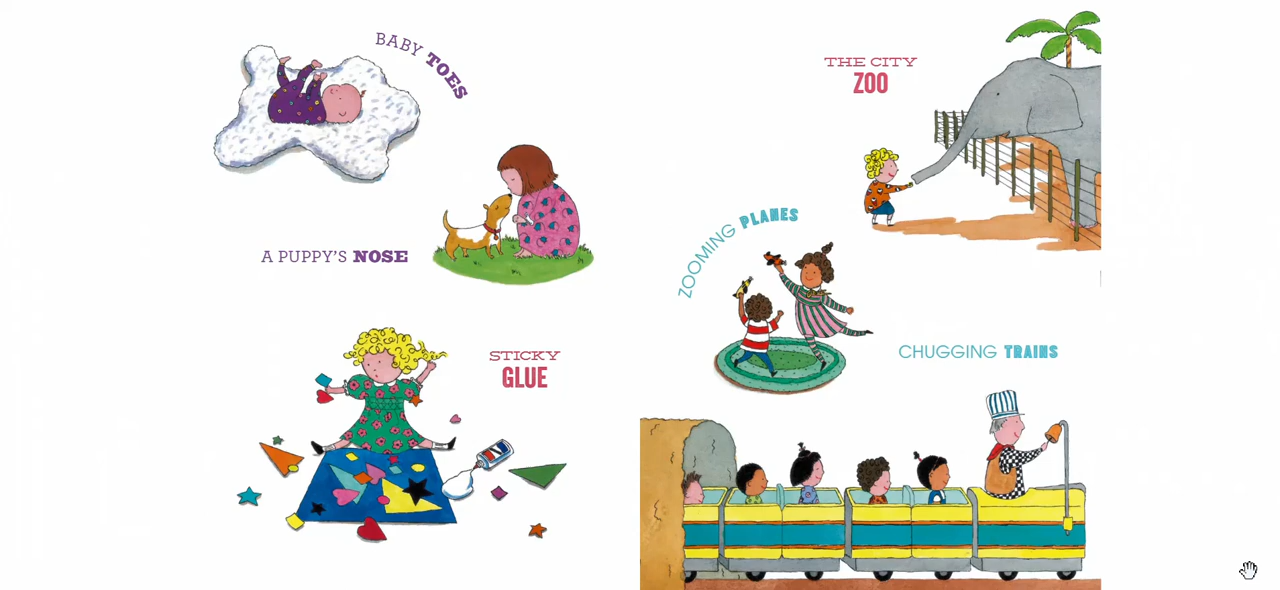 BABY TOES
A PUPPY'S NOSE
STICKY
GLUE
THE CITY
ZOO
ZOOMING PLANES
CHUGGING TRAINS